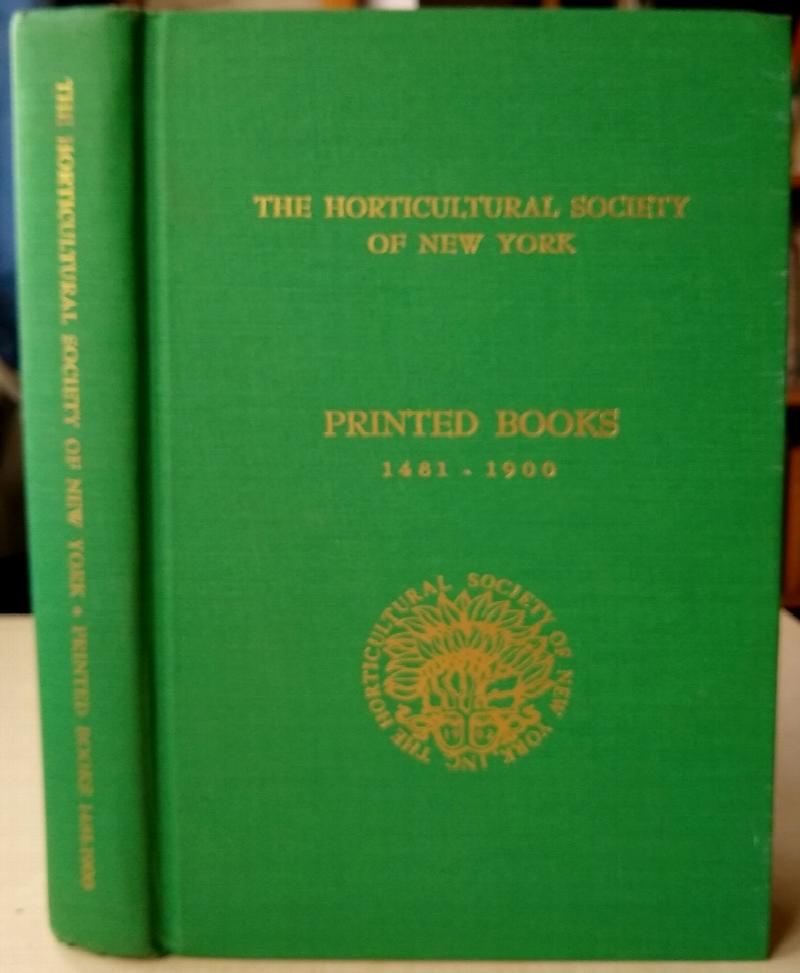 THE HORTICULTURAL SOCIETY OF NEW YORK • PRINTED BOOKS 1481-1900
THE HORTICULTURAL SOCIETY
OF NEW YORK
PRINTED BOOKS
1481 - 1900
THE HORTICULTURAL SOCIETY OF NEW YORK, INC